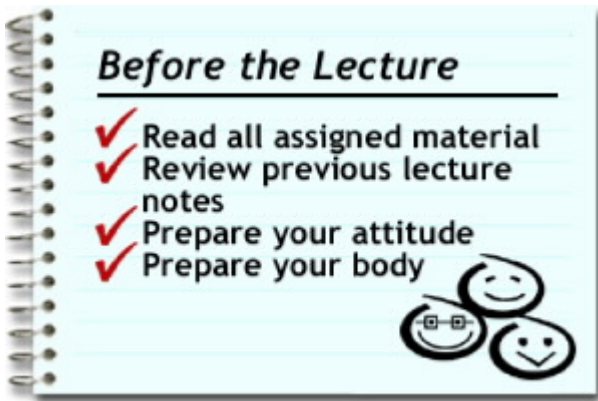 Before the Lecture
Read all assigned material
Review previous lecture
notes
Prepare your attitude
Prepare your body